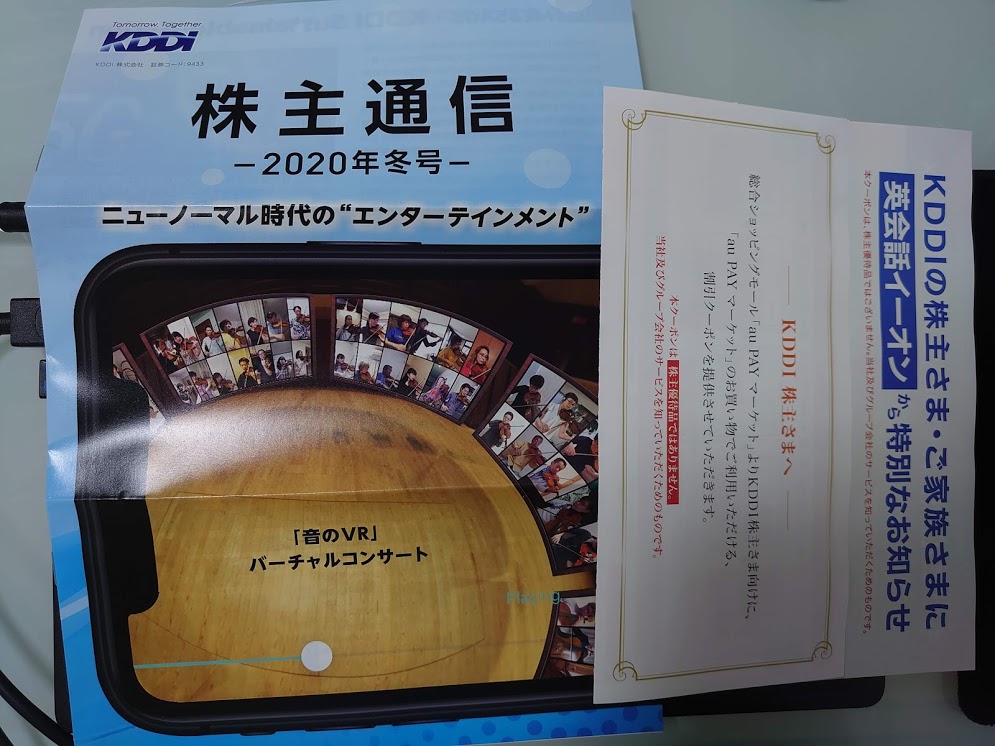 Tomorrow, Together
KDDI
KDDI 株式会社 証券コード:9433
株主通信
−2020年冬号−
ニューノーマル時代の“エンターテインメント”
「音のVR」
バーチャルコンサート
Playing
KDDI 株主さまへ
総合ショッピングモール「au PAY マーケット」よりKDDI株主さま向けに、
「au PAY マーケット」のお買い物でご利用いただける、
割引クーポンを提供させていただきます。
本クーポンは株主優待品ではありません。
当社及びグループ会社のサービスを知っていただくためのものです。
KDDIの株主さま・ご家族さまに
英会話イーオンから特別なお知らせ
本クーポンは、株主優待品ではございません。当社及びグループ会社のサービスを知っていただくためのものです。